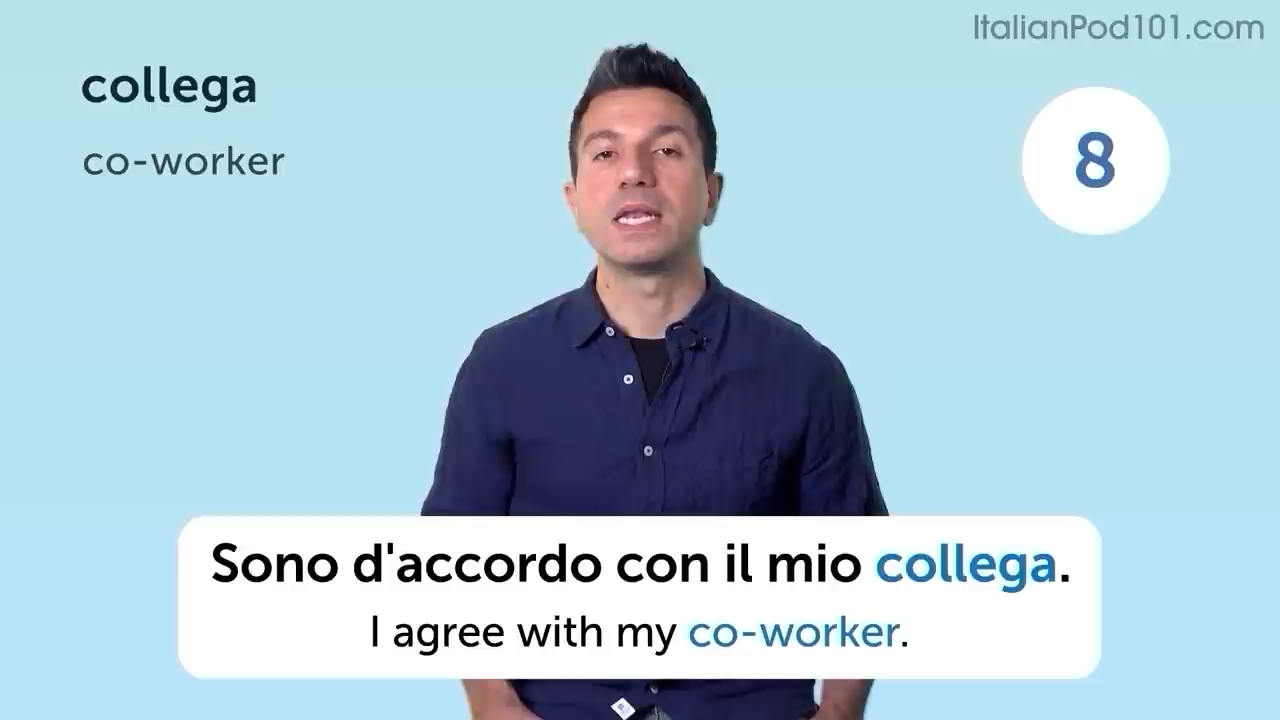 ItalianPod101.com
collega
co-worker
8
Sono d'accordo con il mio collega.
I agree with my co-worker.